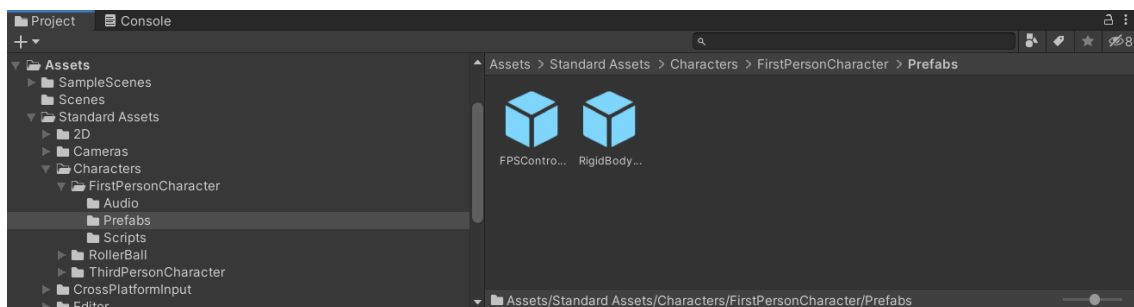 Project Console
8
Assets
SampleScenes
Scenes
Standard Assets
2D
Cameras
Characters
FirstPersonCharacter
Audio
Prefabs
Scripts
RollerBall
ThirdPersonCharacter
CrossPlatformInput
Editor
Assets > Standard Assets > Characters > FirstPersonCharacter > Prefabs
FPSContro... RigidBody...
Assets/Standard Assets/Characters/FirstPersonCharacter/Prefabs